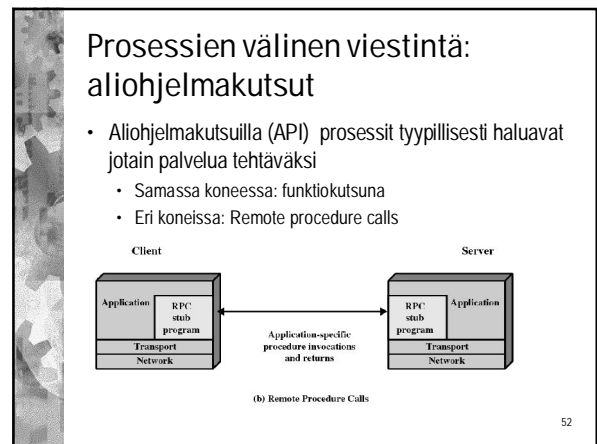 Prosessien välinen viestintä:
aliohjelmakutsut
• Aliohjelmakutsuilla (API) prosessit tyypillisesti haluavat
jotain palvelua tehtäväksi
• Samassa koneessa: funktiokutsuna
• Eri koneissa: Remote procedure calls
Client
Server
Application
RPC
stub
program
Transport
Network
Application-specific
procedure invocations
and returns
RPC
stub
program
Application
Transport
Network
(b) Remote Procedure Calls
52